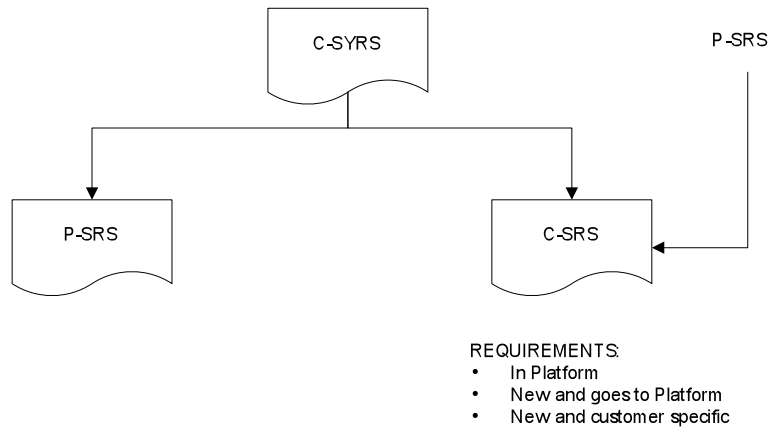 C-SYRS
P-SRS
P-SRS
C-SRS
REQUIREMENTS:
• In Platform
• New and goes to Platform
• New and customer specific